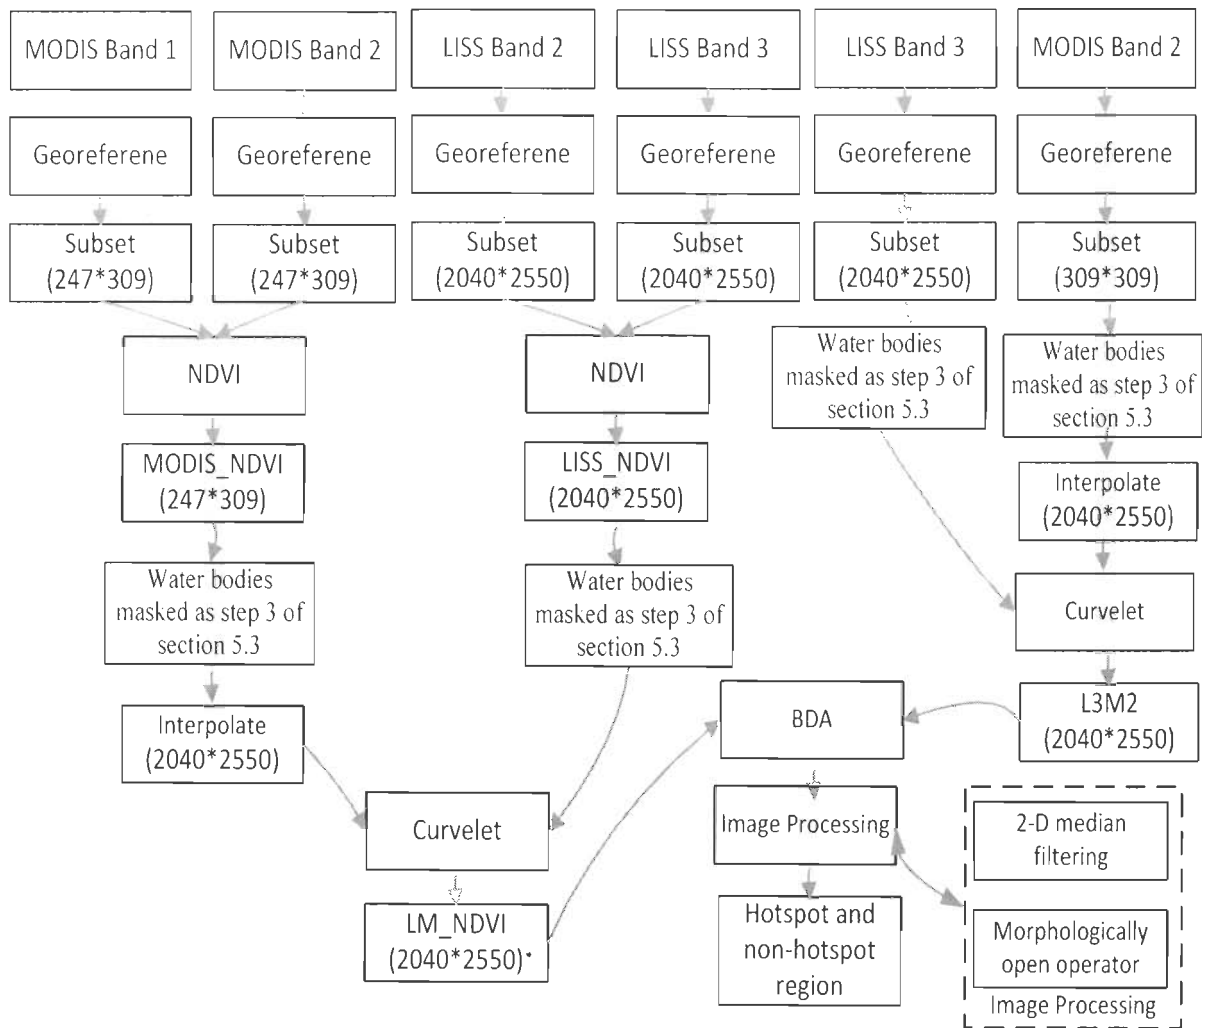 MODIS Band 1
MODIS Band 2
LISS Band 2
LISS Band 3
LISS Band 3
MODIS Band 2
Georeferene
Georeferene
Georeferene
Georeferene
Georeferene
Georeferene
Subset
(247*309)
Subset
(247*309)
Subset
(2040*2550)
Subset
(2040*2550)
Subset
(2040*2550)
Subset
(309*309)
NDVI
NDVI
Water bodies
masked as step 3 of
section 5.3
Water bodies
masked as step 3 of
section 5.3
MODIS_NDVI
(247*309)
LISS_NDVI
(2040*2550)
Interpolate
(2040*2550)
Water bodies
masked as step 3 of
section 5.3
Water bodies
masked as step 3 of
section 5.3
Curvelet
Interpolate
(2040*2550)
BDA
L3M2
(2040*2550)
Curvelet
Image Processing
2-D median
filtering
LM_NDVI
(2040*2550)
Hotspot and
non-hotspot
region
Morphologically
open operator
Image Processing